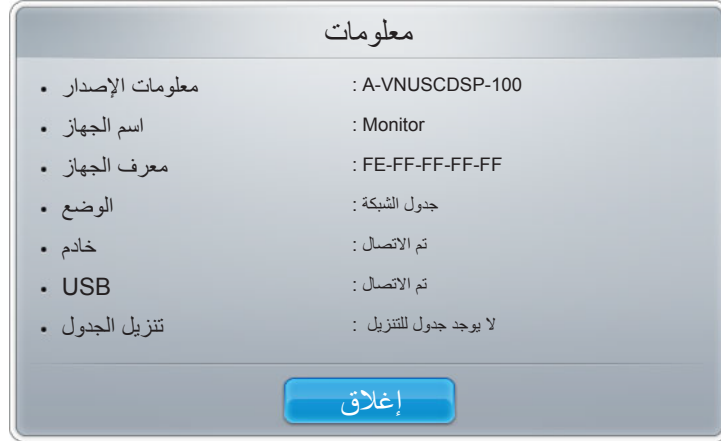 معلومات
• معلومات الإصدار : A-VNUSCDSP-100
• اسم الجهاز : Monitor
• معرف الجهاز : FE-FF-FF-FF-FF
• الوضع : جدول الشبكة
• خادم : تم الاتصال
• USB : تم الاتصال
• تنزيل الجدول : لا يوجد جدول للتنزيل
إغلاق